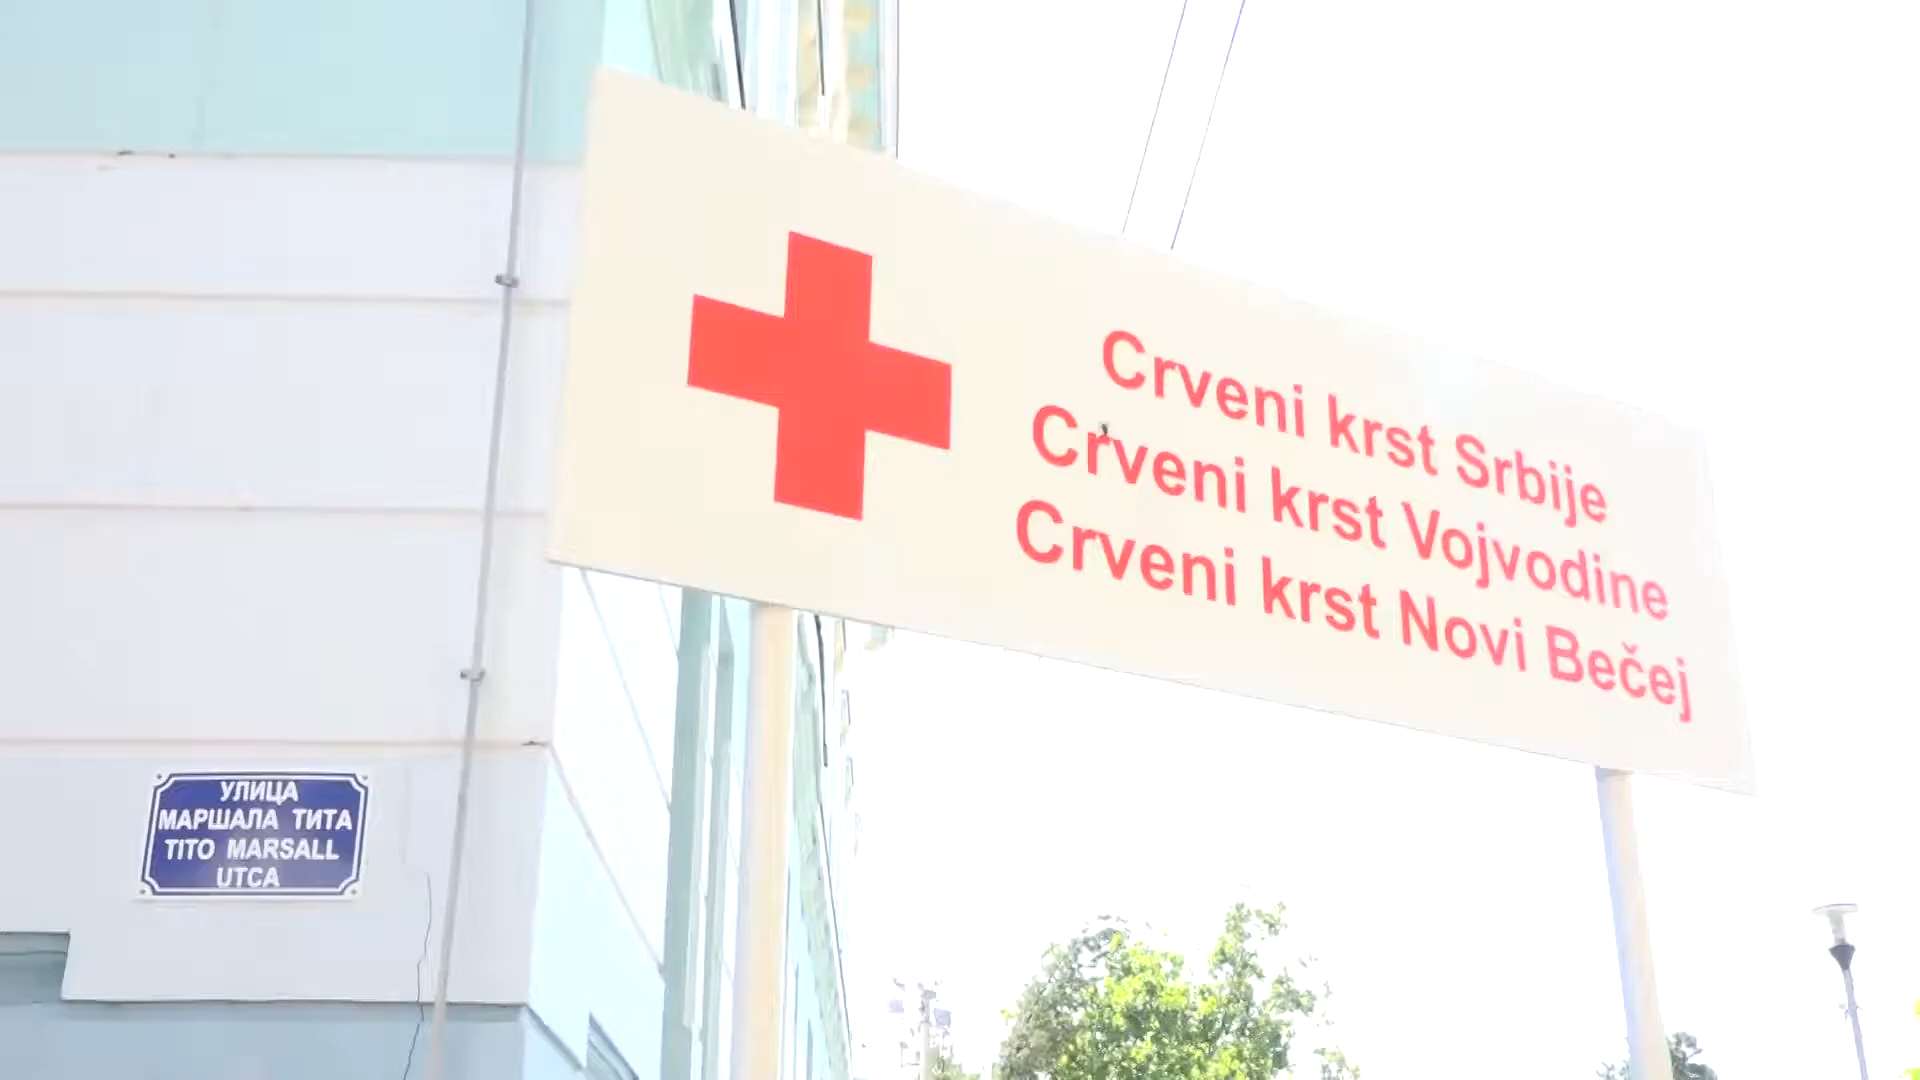 Crveni krst Srbije
Crveni krst Vojvodine
Crveni krst Novi Bečej
УЛИЦА
МАРШАЛА ТИТА
TITO MARSALL
UTCA